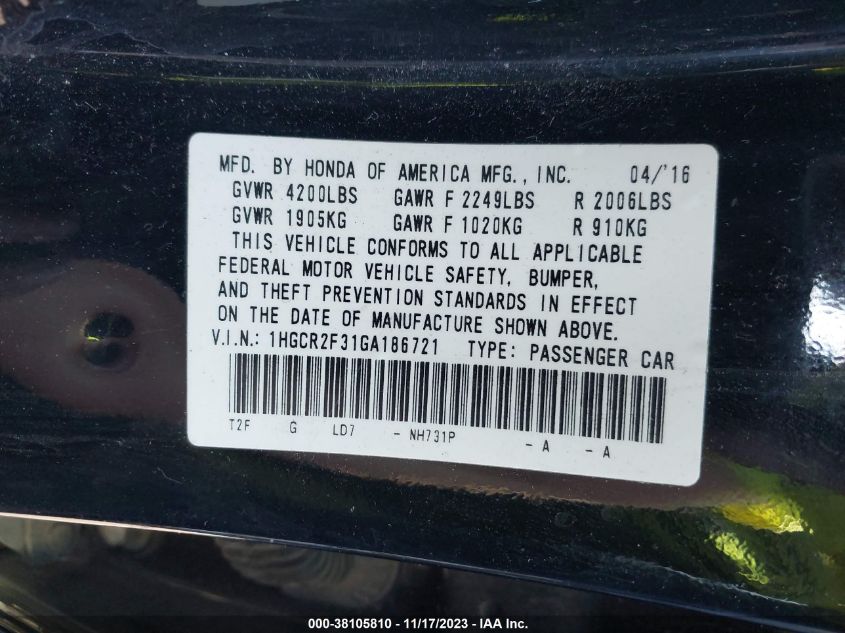 MFD. BY HONDA OF AMERICA MFG., INC. 04/'16
GVWR 4200LBS GAWR F 2249LBS R 2006LBS
GVWR 1905KG GAWR F 1020KG R 910KG
THIS VEHICLE CONFORMS TO ALL APPLICABLE
FEDERAL MOTOR VEHICLE SAFETY, BUMPER,
AND THEFT PREVENTION STANDARDS IN EFFECT
ON THE DATE OF MANUFACTURE SHOWN ABOVE.
V.I.N.: 1HGCR2F31GA186721 TYPE: PASSENGER CAR
T2F G LD7 - NH731P - A - A
000-38105810 - 11/17/2023 - IAA Inc.